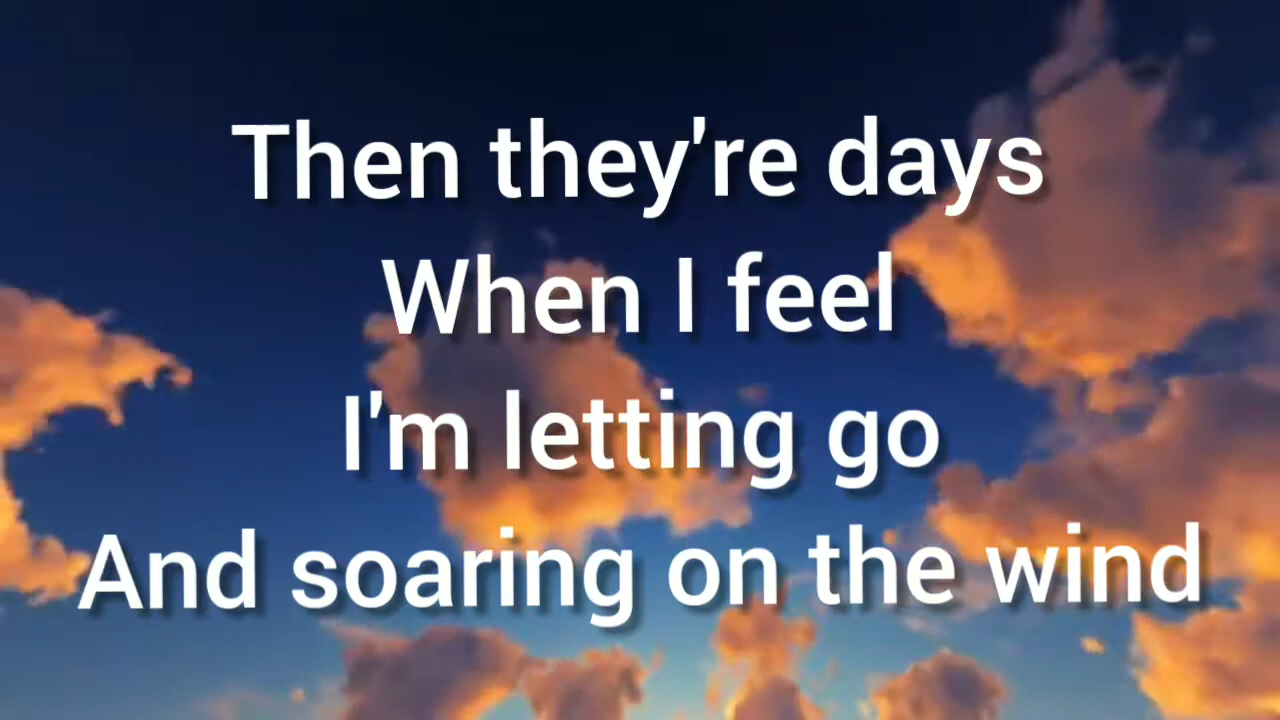 Then they're days
When I feel
I'm letting go
And soaring on the wind